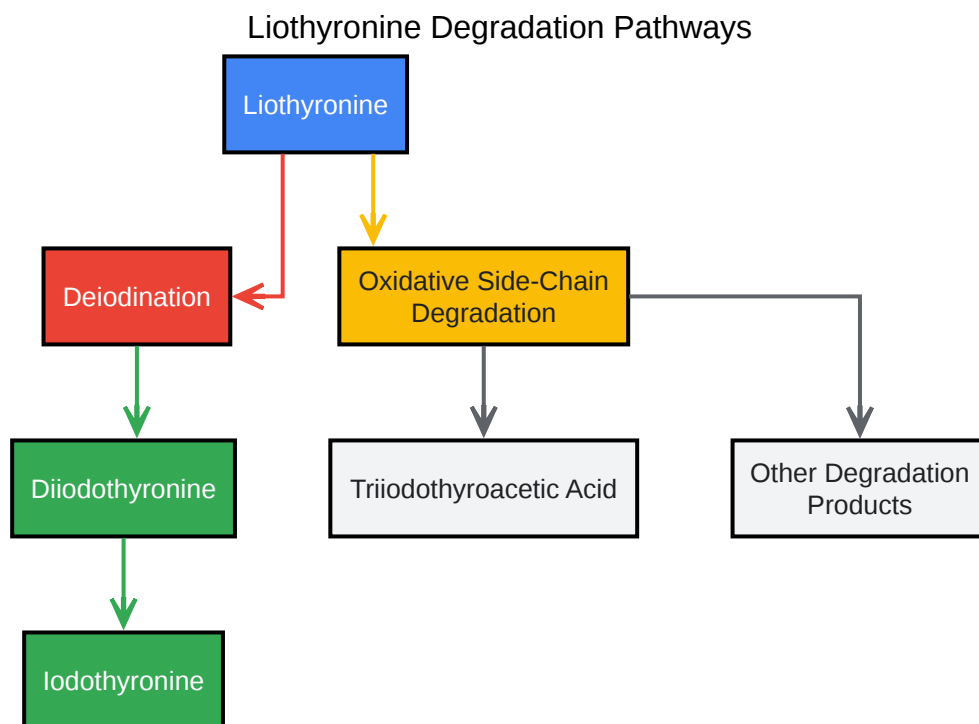 Liothyronine Degradation Pathways
Liothyronine
Deiodination
Oxidative Side-Chain
Degradation
Diiodothyronine
Triiodothyroacetic Acid
Other Degradation
Products
Iodothyronine